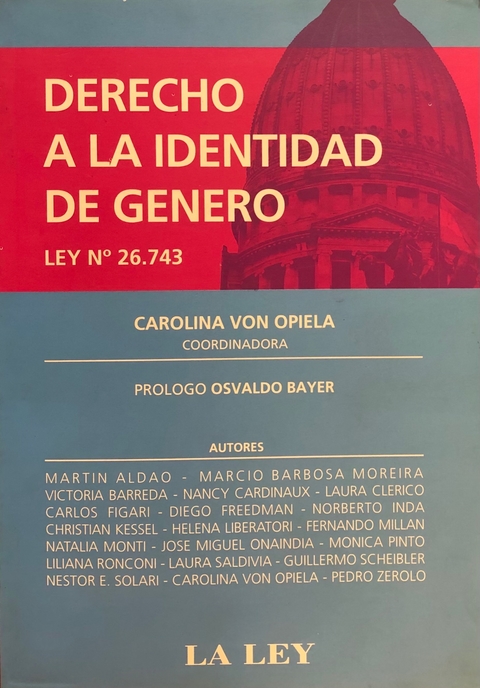 DERECHO
A LA IDENTIDAD
DE GENERO
LEY Nº 26.743
CAROLINA VON OPIELA
COORDINADORA
PROLOGO OSVALDO BAYER
AUTORES
MARTIN ALDAO - MARCIO BARBOSA MOREIRA
VICTORIA BARREDA - NANCY CARDINAUX - LAURA CLERICO
CARLOS FIGARI - DIEGO FREEDMAN - NORBERTO INDA
CHRISTIAN KESSEL - HELENA LIBERATORI - FERNANDO MILLAN
NATALIA MONTI - JOSE MIGUEL ONAINDIA - MONICA PINTO
LILIANA RONCONI - LAURA SALDIVIA - GUILLERMO SCHEIBLER
NESTOR E. SOLARI - CAROLINA VON OPIELA - PEDRO ZEROLO
LA LEY